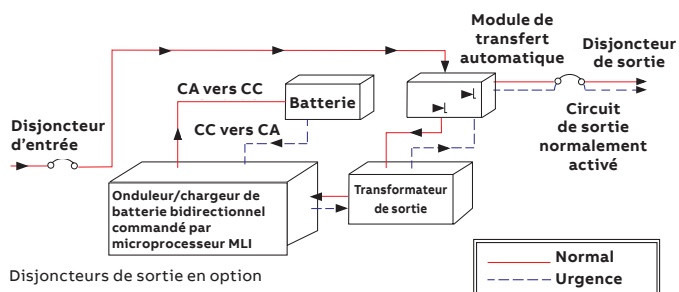 Module de
transfert
automatique
Disjoncteur
de sortie
CA vers CC
Batterie
CC vers CA
Disjoncteur
d'entrée
Circuit
de sortie
normalement
activé
Onduleur/chargeur de
batterie bidirectionnel
commandé par
microprocesseur MLI
Transformateur
de sortie
Disjoncteurs de sortie en option
Normal
Urgence